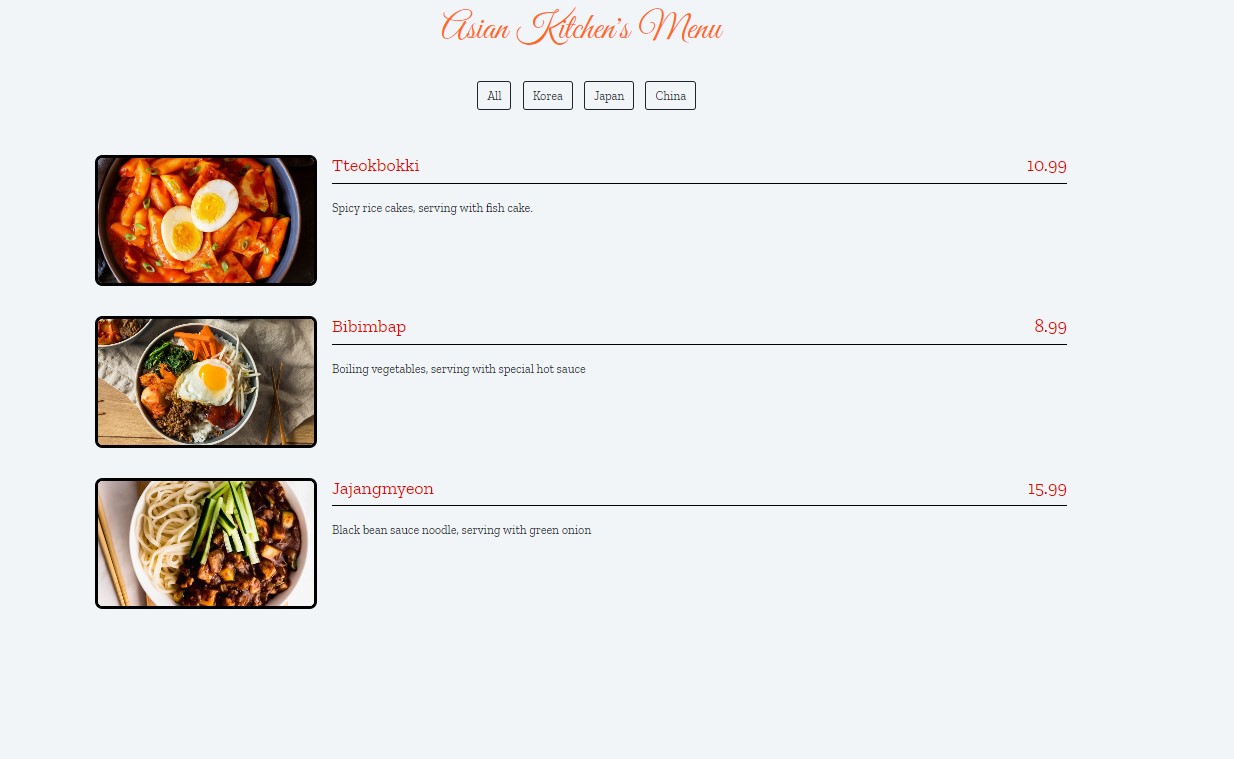 Asian Kitchen's Menu
All Korea Japan China
Tteokbokki 10.99
Spicy rice cakes, serving with fish cake.
Bibimbap 8.99
Boiling vegetables, serving with special hot sauce
Jajangmyeon 15.99
Black bean sauce noodle, serving with green onion